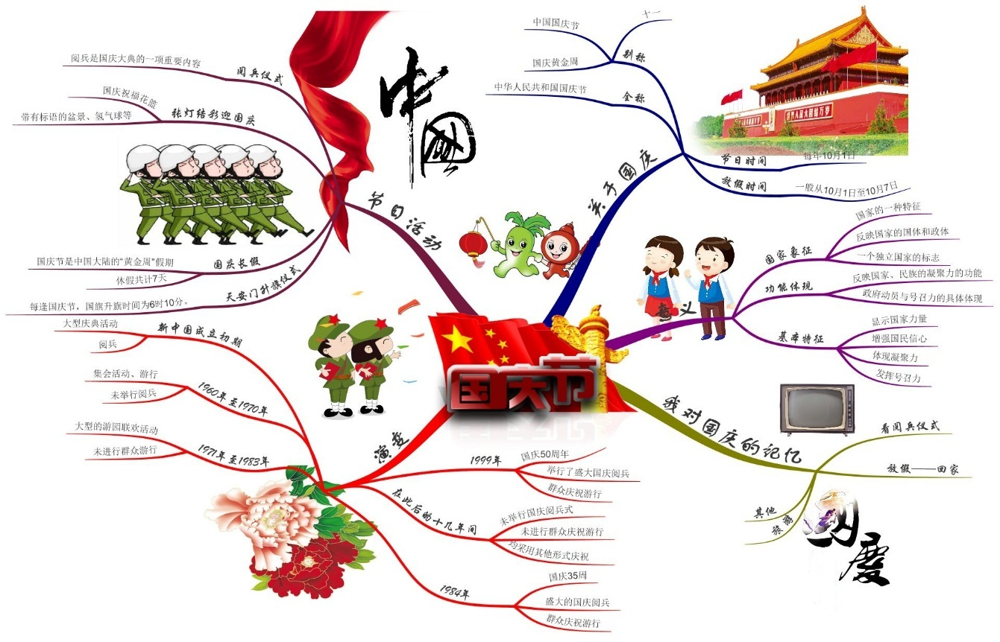 国庆节
中国
关于国庆
别称
十一
中国国庆节
国庆黄金周
全称
中华人民共和国国庆节
节日时间
每年10月1日
放假时间
一般从10月1日至10月7日
意义
国家象征
国家的一种特征
反映国家的国体和政体
一个独立国家的标志
功能体现
反映国家、民族的凝聚力的功能
政府动员与号召力的具体体现
基本特征
显示国家力量
增强国民信心
体现凝聚力
发挥号召力
我对国庆的记忆
看阅兵仪式
放假——回家
旅游
其他
国庆
演变
1999年
国庆50周年
举行了盛大国庆阅兵
群众庆祝游行
在此后的十几年间
未举行国庆阅兵式
未进行群众庆祝游行
均采用其他形式庆祝
1984年
国庆35周
盛大的国庆阅兵
群众庆祝游行
1971年至1983年
大型的游园联欢活动
未进行群众游行
1960年至1970年
集会活动、游行
未举行阅兵
新中国成立初期
大型庆典活动
阅兵
节日活动
天安门升旗仪式
每逢国庆节，国旗升旗时间为6时10分。
国庆长假
国庆节是中国大陆的“黄金周”假期
休假共计7天
张灯结彩迎国庆
国庆祝福花篮
带有标语的盆景、氢气球等
阅兵仪式
阅兵是国庆大典的一项重要内容